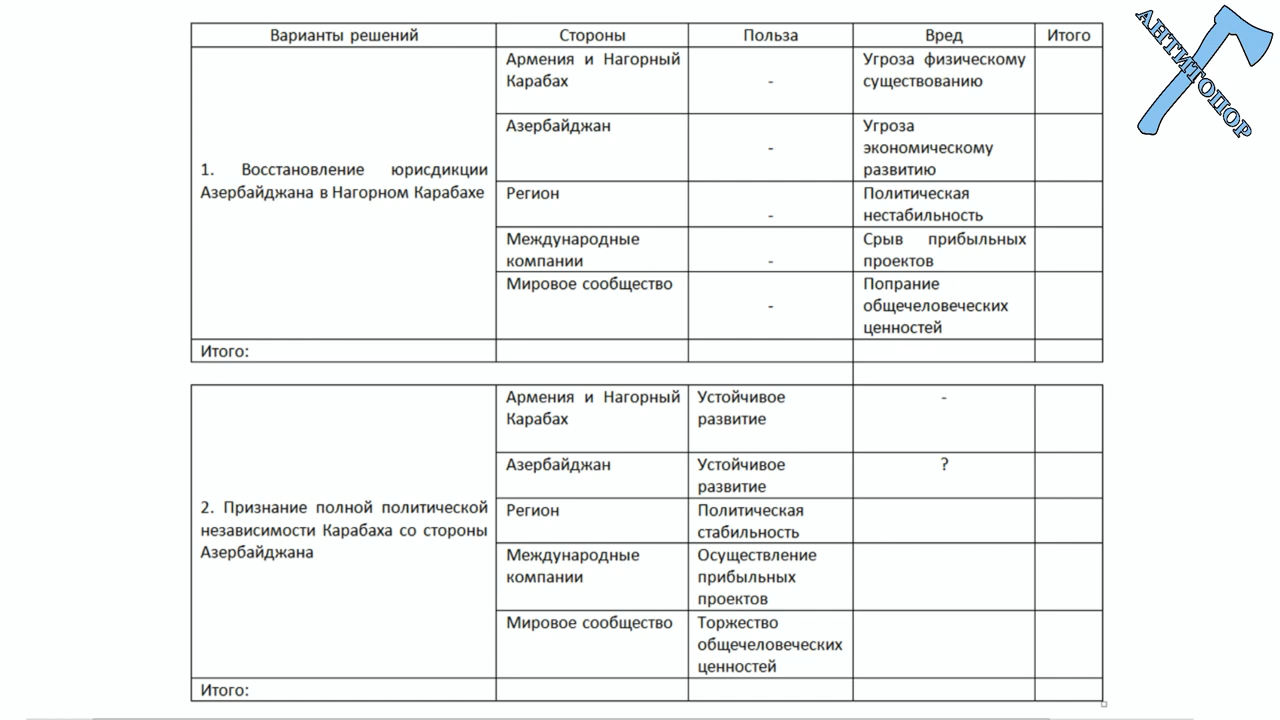 Варианты решений Стороны Польза Вред Итого
Армения и Нагорный Угроза физическому
Карабах - существованию
Азербайджан Угроза
- экономическому
развитию
1. Восстановление юрисдикции
Азербайджана в Нагорном Карабахе
Регион Политическая
- нестабильность
Международные Срыв прибыльных
компании - проектов
Мировое сообщество Попрание
- общечеловеческих
ценностей
Итого:
Армения и Нагорный Устойчивое -
Карабах развитие
Азербайджан Устойчивое ?
развитие
2. Признание полной политической
независимости Карабаха со стороны
Азербайджана
Регион Политическая
стабильность
Международные Осуществление
компании прибыльных
проектов
Мировое сообщество Торжество
общечеловеческих
ценностей
Итого:
АНТИТОПОР